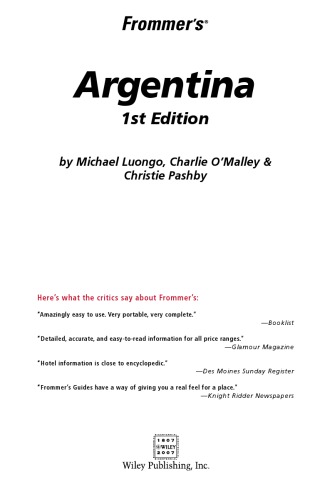 Frommer's®
Argentina
1st Edition
by Michael Luongo, Charlie O'Malley &
Christie Pashby
Here's what the critics say about Frommer's:
"Amazingly easy to use. Very portable, very complete."
—Booklist
"Detailed, accurate, and easy-to-read information for all price ranges."
—Glamour Magazine
"Hotel information is close to encyclopedic."
—Des Moines Sunday Register
"Frommer's Guides have a way of giving you a real feel for a place."
—Knight Ridder Newspapers
1807
WILEY
2007
Wiley Publishing, Inc.